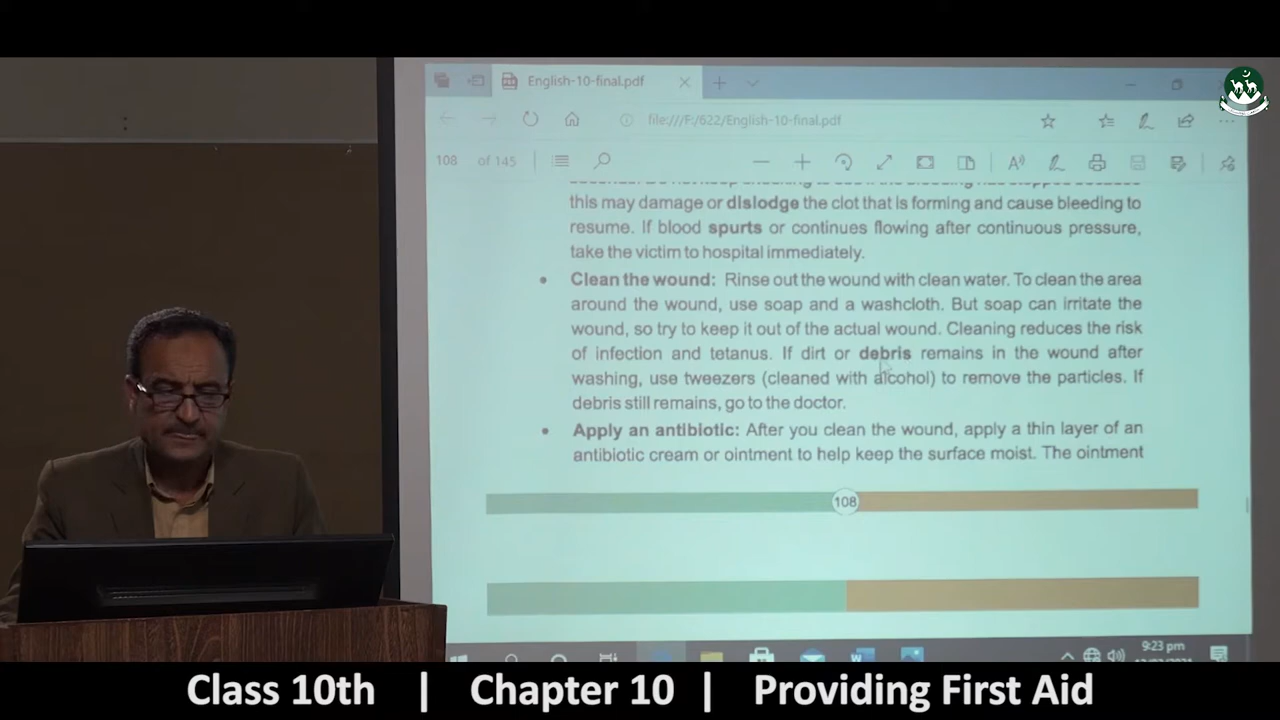 English-10-final.pdf
file:///F:/622/English-10-final.pdf
108 of 145
this may damage or dislodge the clot that is forming and cause bleeding to
resume. If blood spurts or continues flowing after continuous pressure,
take the victim to hospital immediately.
• Clean the wound: Rinse out the wound with clean water. To clean the area
around the wound, use soap and a washcloth. But soap can irritate the
wound, so try to keep it out of the actual wound. Cleaning reduces the risk
of infection and tetanus. If dirt or debris remains in the wound after
washing, use tweezers (cleaned with alcohol) to remove the particles. If
debris still remains, go to the doctor.
• Apply an antibiotic: After you clean the wound, apply a thin layer of an
antibiotic cream or ointment to help keep the surface moist. The ointment
108
9:23 pm
Class 10th | Chapter 10 | Providing First Aid